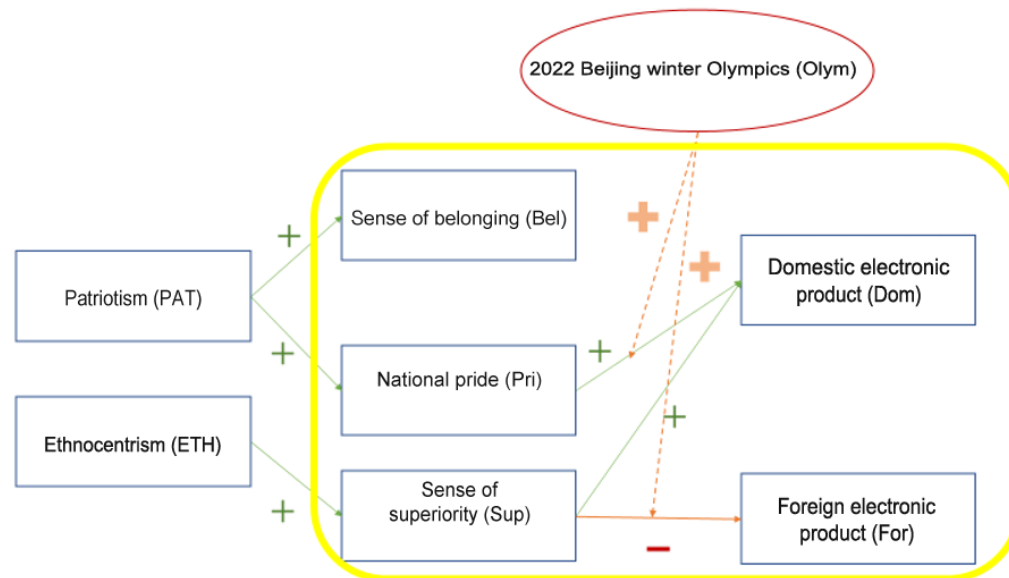 2022 Beijing winter Olympics (Olym)
Sense of belonging (Bel)
+
+
+
Domestic electronic
product (Dom)
Patriotism (PAT)
+
National pride (Pri)
+
+
Ethnocentrism (ETH)
Sense of
superiority (Sup)
+
Foreign electronic
product (For)
+
−